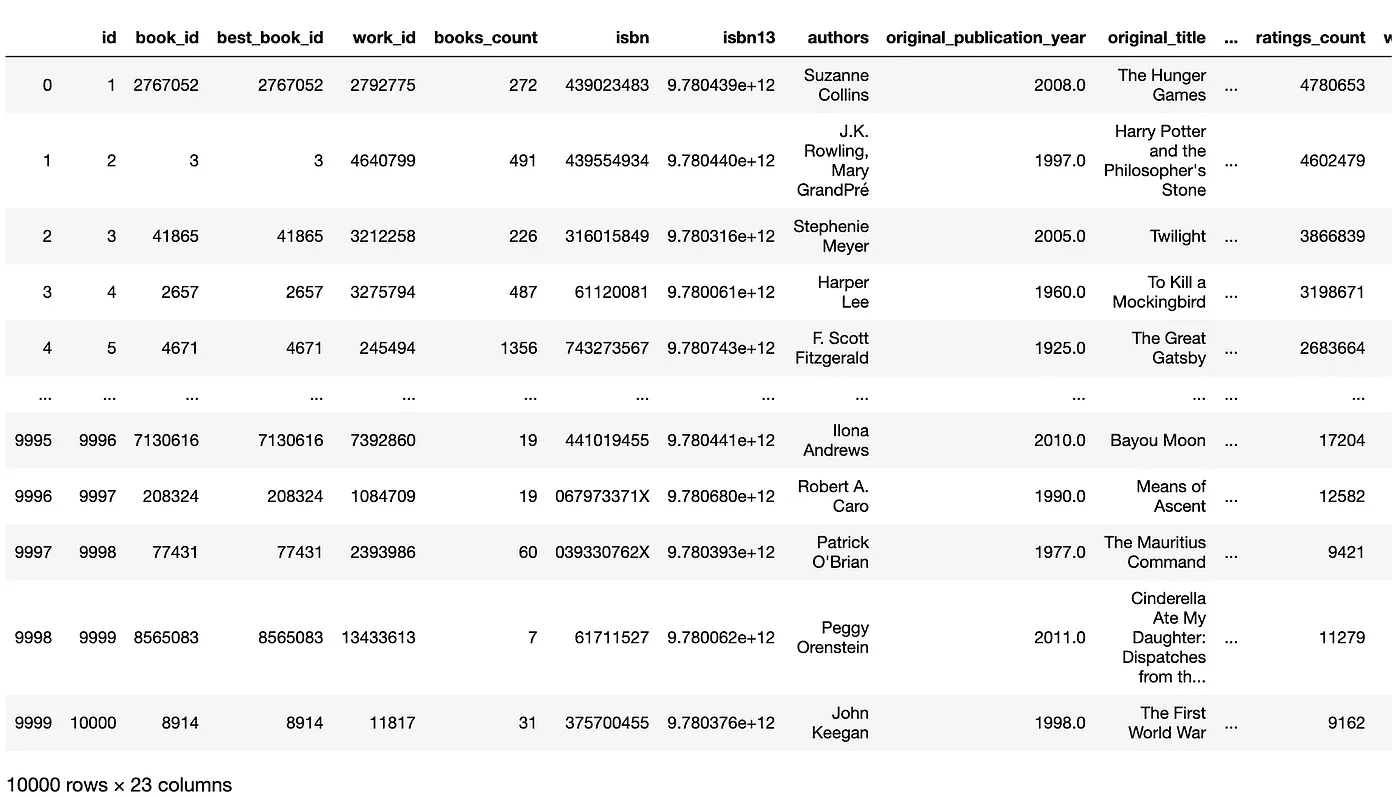 id book_id best_book_id work_id books_count isbn isbn13 authors original_publication_year original_title ... ratings_count w
0 1 2767052 2767052 2792775 272 439023483 9.780439e+12 Suzanne Collins 2008.0 The Hunger Games ... 4780653
1 2 3 3 4640799 491 439554934 9.780440e+12 J.K. Rowling, Mary GrandPré 1997.0 Harry Potter and the Philosopher's Stone ... 4602479
2 3 41865 41865 3212258 226 316015849 9.780316e+12 Stephenie Meyer 2005.0 Twilight ... 3866839
3 4 2657 2657 3275794 487 61120081 9.780061e+12 Harper Lee 1960.0 To Kill a Mockingbird ... 3198671
4 5 4671 4671 245494 1356 743273567 9.780743e+12 F. Scott Fitzgerald 1925.0 The Great Gatsby ... 2683664
... ... ... ... ... ... ... ... ... ... ... ... ...
9995 9996 7130616 7130616 7392860 19 441019455 9.780441e+12 Ilona Andrews 2010.0 Bayou Moon ... 17204
9996 9997 208324 208324 1084709 19 067973371X 9.780680e+12 Robert A. Caro 1990.0 Means of Ascent ... 12582
9997 9998 77431 77431 2393986 60 039330762X 9.780393e+12 Patrick O'Brian 1977.0 The Mauritius Command ... 9421
9998 9999 8565083 8565083 13433613 7 61711527 9.780062e+12 Peggy Orenstein 2011.0 Cinderella Ate My Daughter: Dispatches from th... ... 11279
9999 10000 8914 8914 11817 31 375700455 9.780376e+12 John Keegan 1998.0 The First World War ... 9162
10000 rows × 23 columns